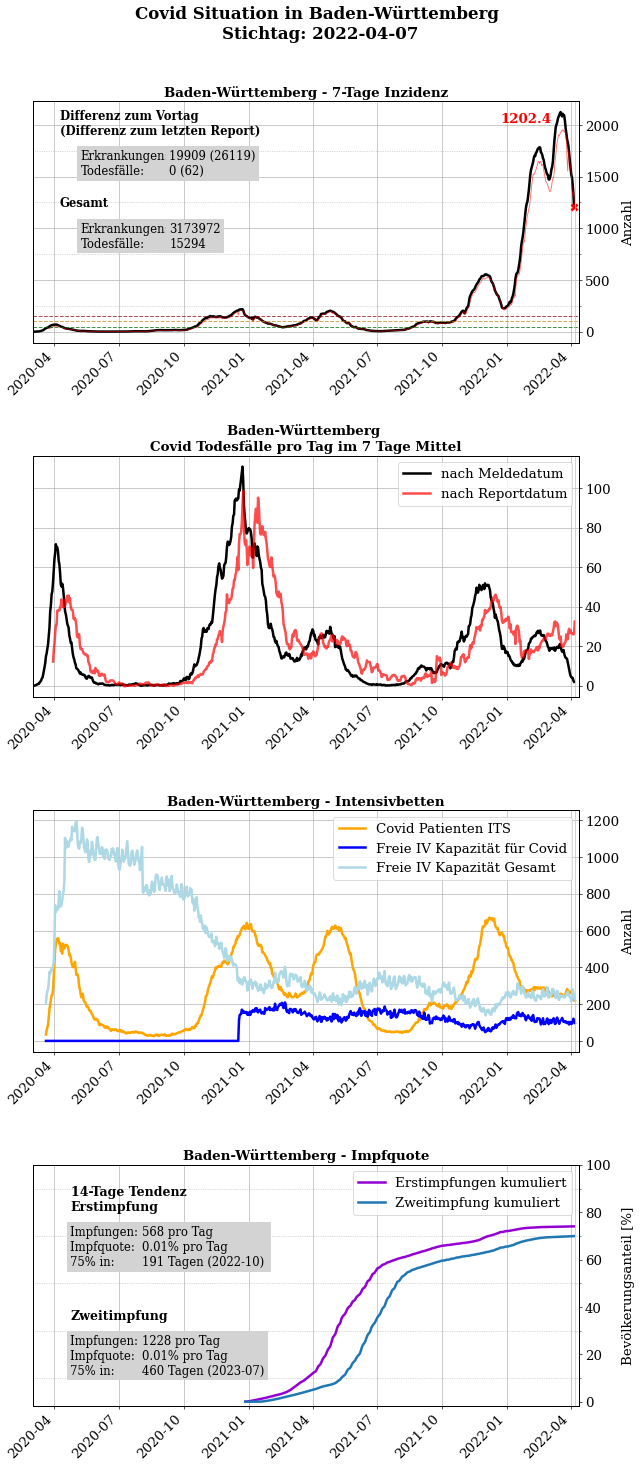 Covid Situation in Baden-Württemberg
Stichtag: 2022-04-07
Baden-Württemberg - 7-Tage Inzidenz
Differenz zum Vortag
(Differenz zum letzten Report)
Erkrankungen 19909 (26119)
Todesfälle: 0 (62)
Gesamt
Erkrankungen 3173972
Todesfälle: 15294
1202.4
2000
1500
1000
500
0
Anzahl
2020-04 2020-07 2020-10 2021-01 2021-04 2021-07 2021-10 2022-01 2022-04
Baden-Württemberg
Covid Todesfälle pro Tag im 7 Tage Mittel
nach Meldedatum
nach Reportdatum
100
80
60
40
20
0
2020-04 2020-07 2020-10 2021-01 2021-04 2021-07 2021-10 2022-01 2022-04
Baden-Württemberg - Intensivbetten
Covid Patienten ITS
Freie IV Kapazität für Covid
Freie IV Kapazität Gesamt
1200
1000
800
600
400
200
0
Anzahl
2020-04 2020-07 2020-10 2021-01 2021-04 2021-07 2021-10 2022-01 2022-04
Baden-Württemberg - Impfquote
14-Tage Tendenz
Erstimpfung
Impfungen: 568 pro Tag
Impfquote: 0.01% pro Tag
75% in: 191 Tagen (2022-10)
Zweitimpfung
Impfungen: 1228 pro Tag
Impfquote: 0.01% pro Tag
75% in: 460 Tagen (2023-07)
Erstimpfungen kumuliert
Zweitimpfung kumuliert
100
80
60
40
20
0
Bevölkerungsanteil [%]
2020-04 2020-07 2020-10 2021-01 2021-04 2021-07 2021-10 2022-01 2022-04